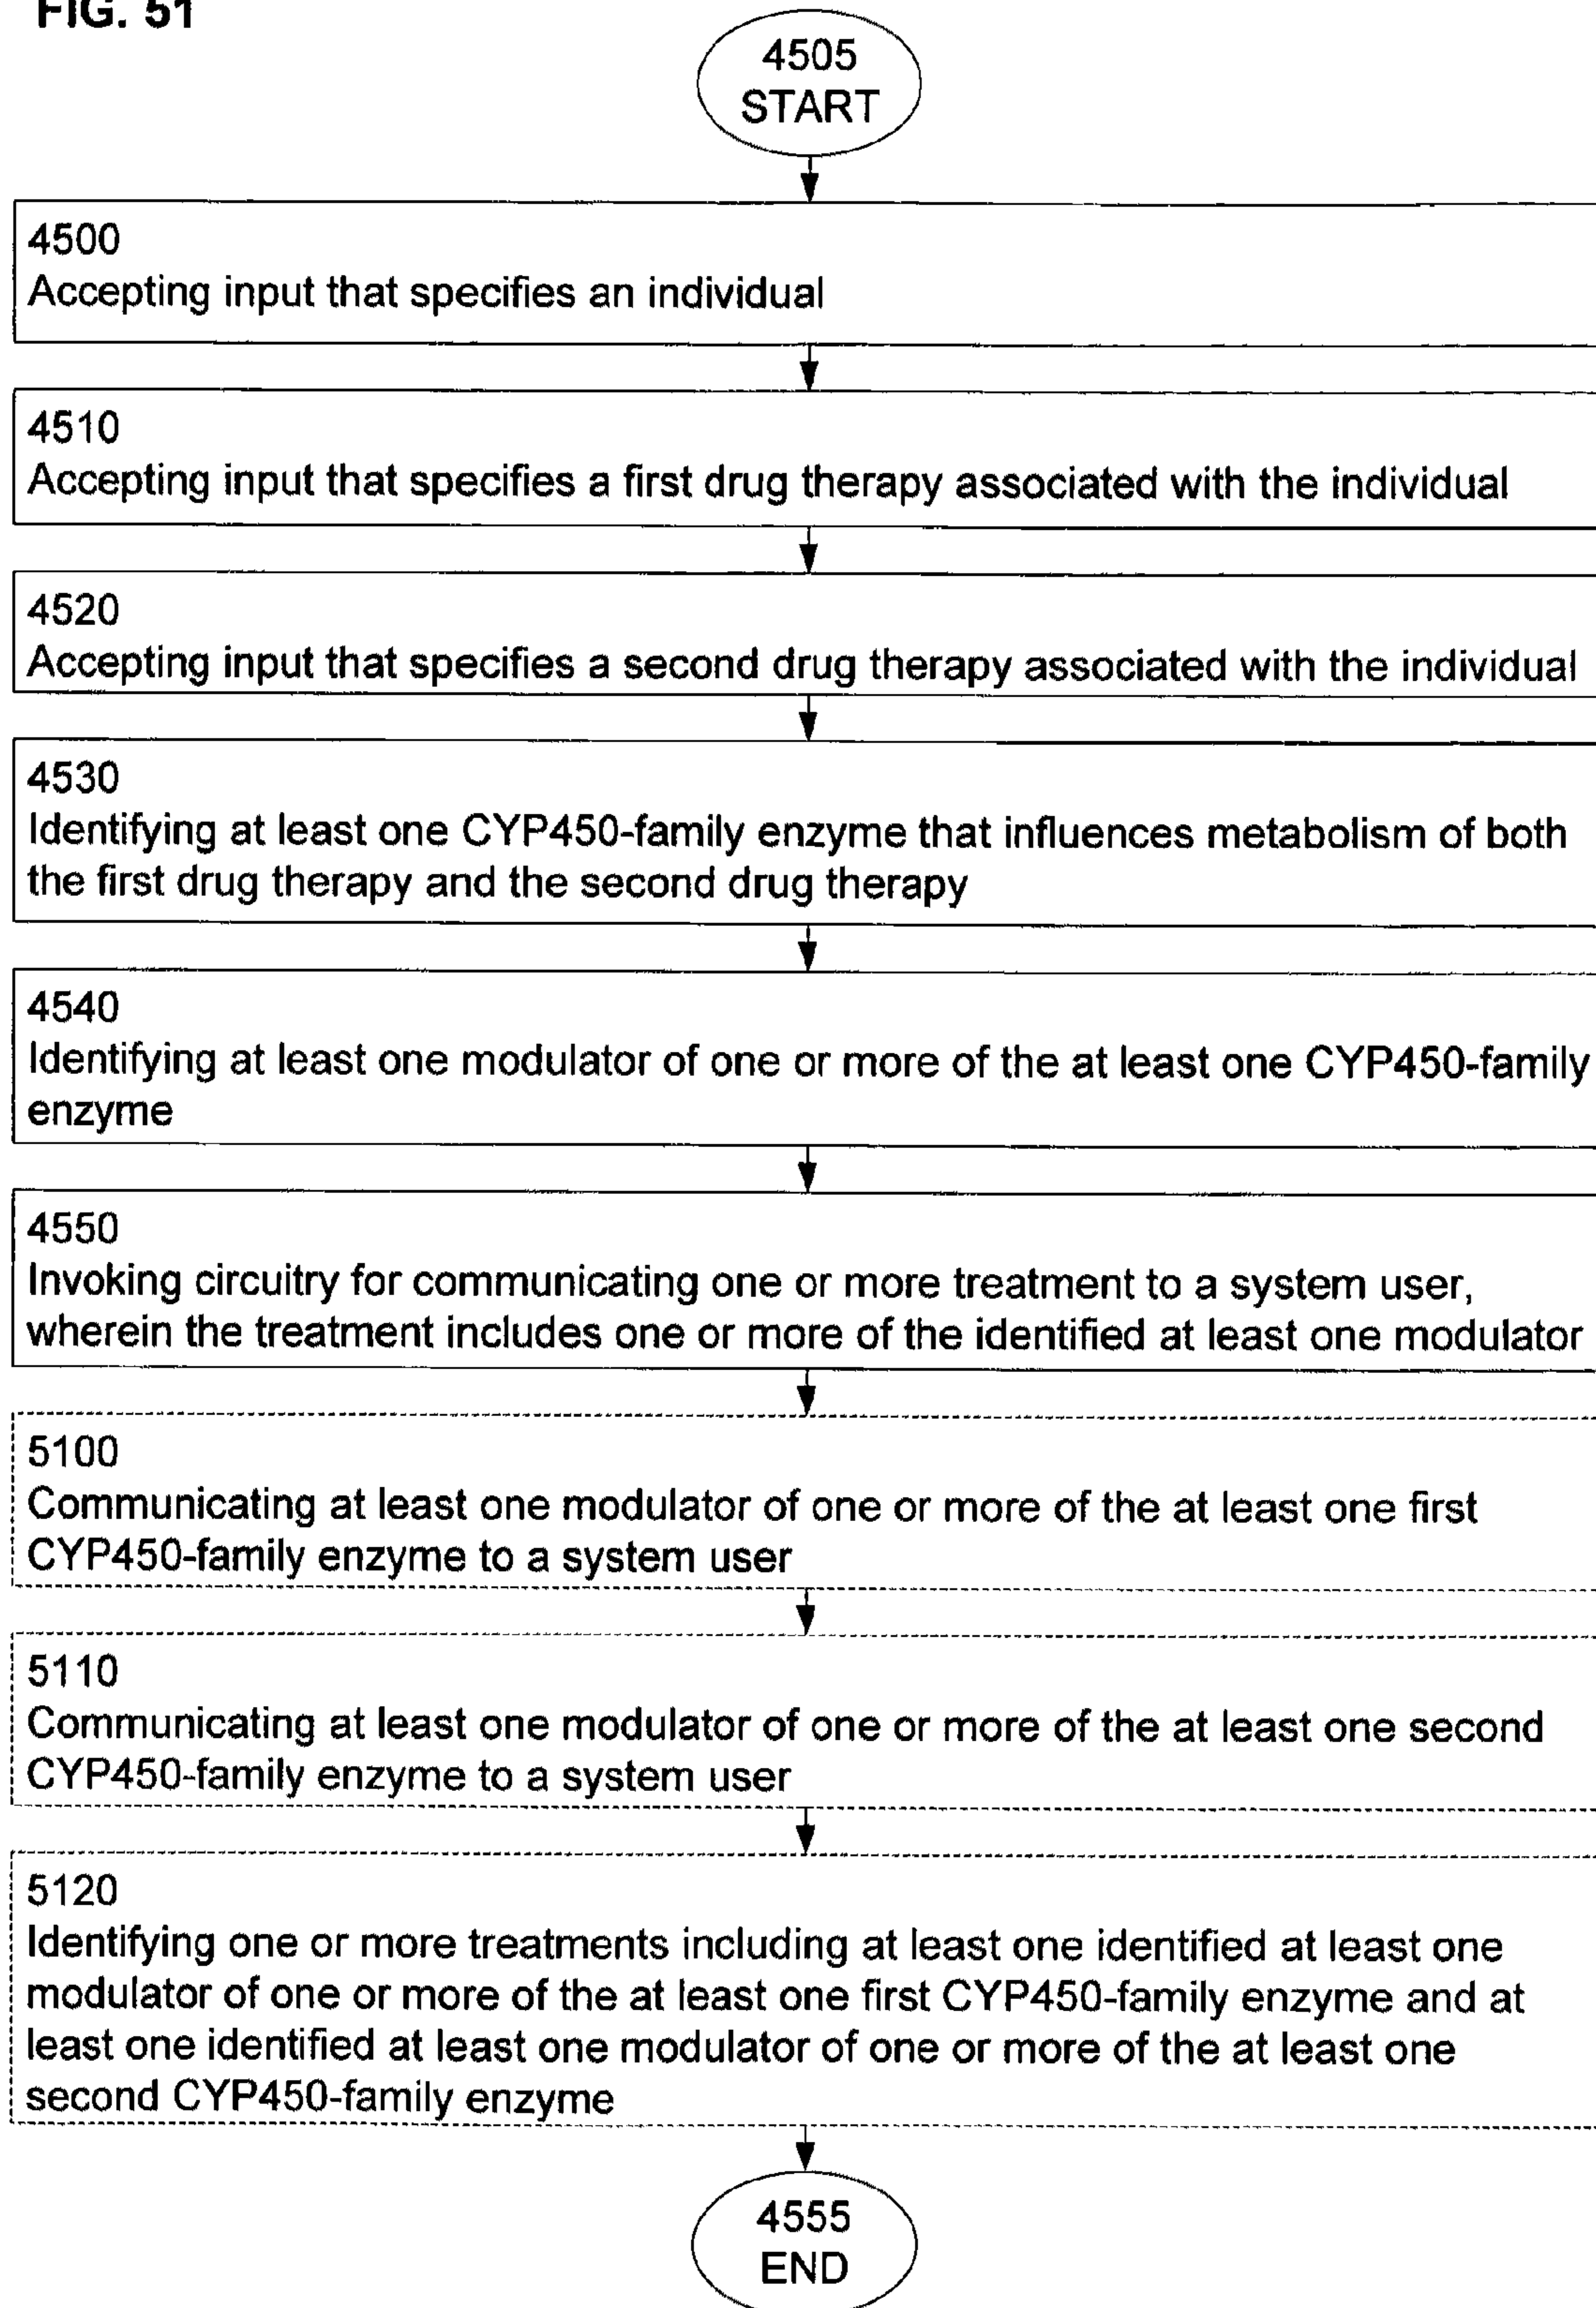 FIG. 51
4505
START
4500
Accepting input that specifies an individual
4510
Accepting input that specifies a first drug therapy associated with the individual
4520
Accepting input that specifies a second drug therapy associated with the individual
4530
Identifying at least one CYP450-family enzyme that influences metabolism of both
the first drug therapy and the second drug therapy
4540
Identifying at least one modulator of one or more of the at least one CYP450-family
enzyme
4550
Invoking circuitry for communicating one or more treatment to a system user,
wherein the treatment includes one or more of the identified at least one modulator
5100
Communicating at least one modulator of one or more of the at least one first
CYP450-family enzyme to a system user
5110
Communicating at least one modulator of one or more of the at least one second
CYP450-family enzyme to a system user
5120
Identifying one or more treatments including at least one identified at least one
modulator of one or more of the at least one first CYP450-family enzyme and at
least one identified at least one modulator of one or more of the at least one
second CYP450-family enzyme
4555
END